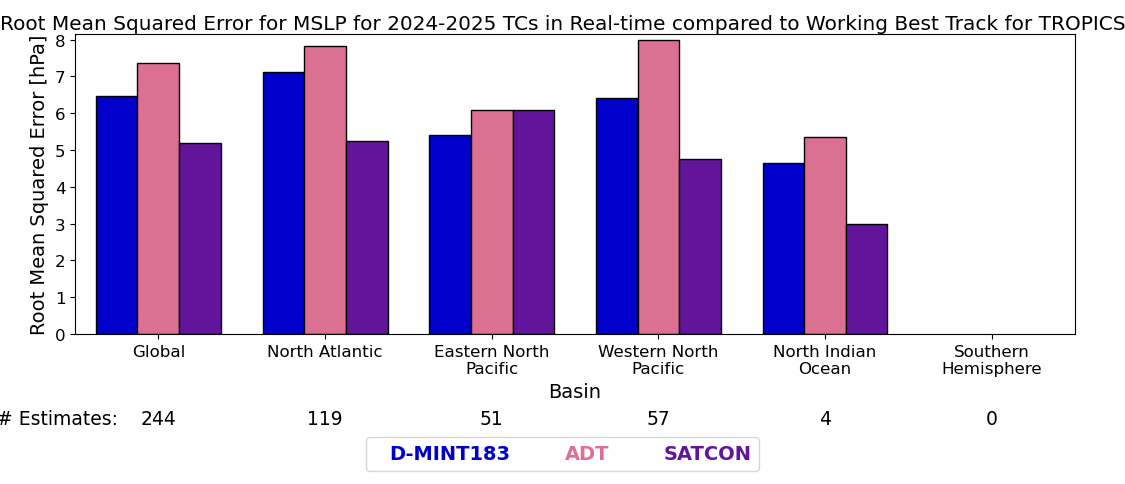 Root Mean Squared Error for MSLP for 2024-2025 TCs in Real-time compared to Working Best Track for TROPICS
Root Mean Squared Error [hPa]
8
7
6
5
4
3
2
1
0
Global North Atlantic Eastern North Pacific Western North Pacific North Indian Ocean Southern Hemisphere
Basin
# Estimates: 244 119 51 57 4 0
D-MINT183 ADT SATCON